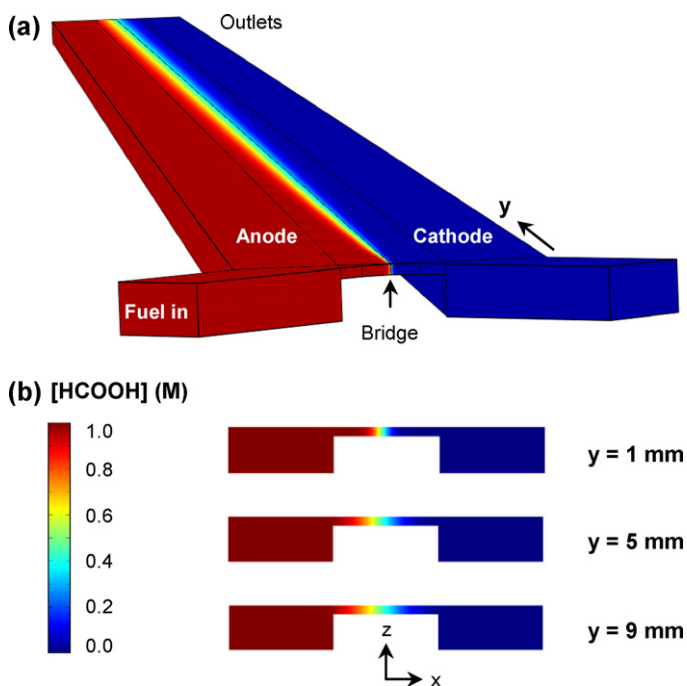 (a)
Outlets
y
Anode
Cathode
Fuel in
Bridge
(b) [HCOOH] (M)
1.0
0.8
0.6
0.4
0.2
0.0
y = 1 mm
y = 5 mm
y = 9 mm
z
x